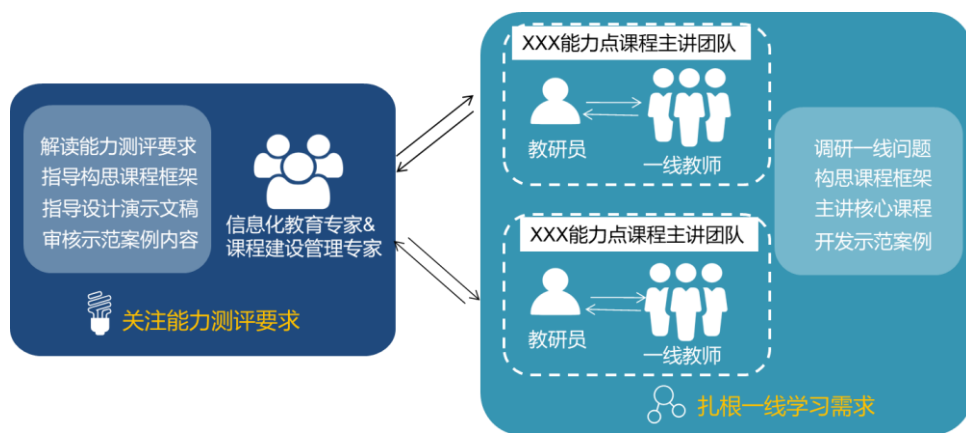 解读能力测评要求
指导构思课程框架
指导设计演示文稿
审核示范案例内容
信息化教育专家&
课程建设管理专家
关注能力测评要求
XXX能力点课程主讲团队
教研员
一线教师
XXX能力点课程主讲团队
教研员
一线教师
调研一线问题
构思课程框架
主讲核心课程
开发示范案例
扎根一线学习需求